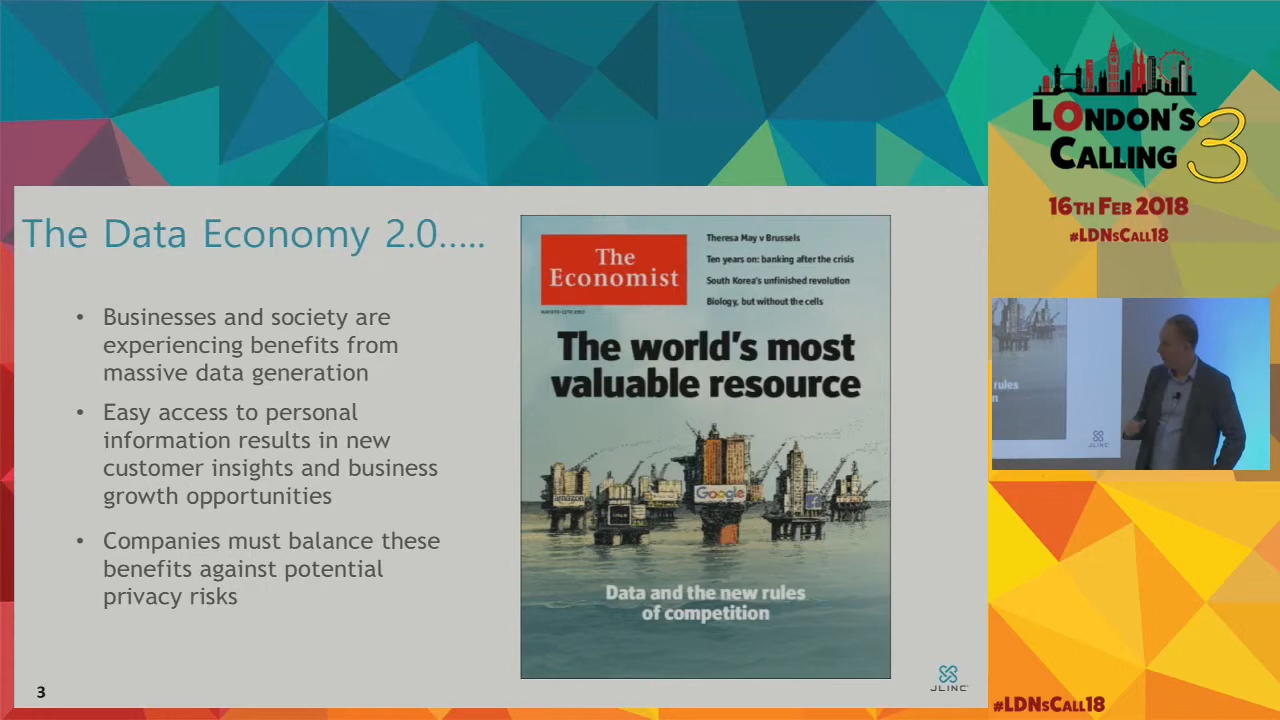 The Data Economy 2.0.....
• Businesses and society are
experiencing benefits from
massive data generation
• Easy access to personal
information results in new
customer insights and business
growth opportunities
• Companies must balance these
benefits against potential
privacy risks
3
The
Economist
Theresa May v Brussels
Ten years on: banking after the crisis
South Korea's unfinished revolution
Biology, but without the cells
The world's most
valuable resource
amazon
Google
Data and the new rules
of competition
JLINC
LONDON'S
CALLING 3
16TH FEB 2018
#LDNSCALL18
rules
n
JLINC
#LDNSCALL18